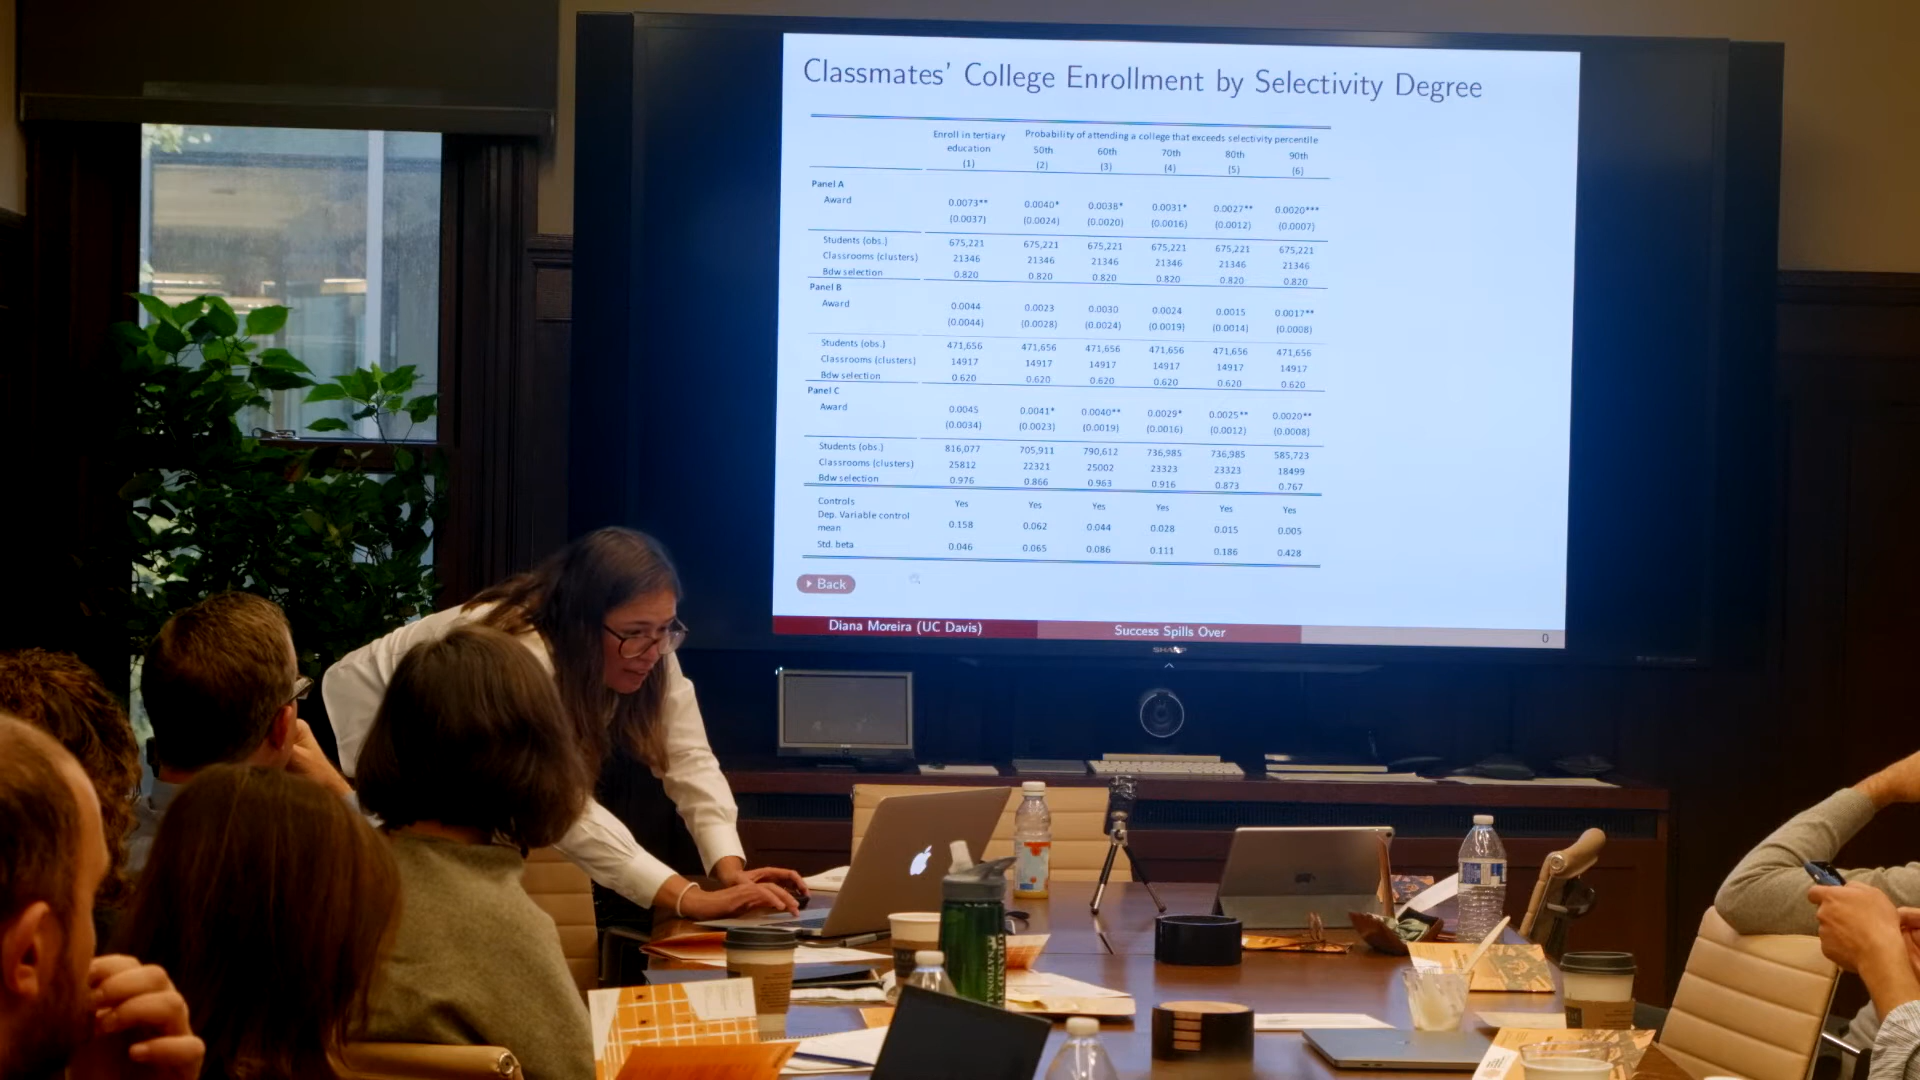 Classmates' College Enrollment by Selectivity Degree
Enroll in tertiary education Probability of attending a college that exceeds selectivity percentile
50th 60th 70th 80th 90th
(1) (2) (3) (4) (5) (6)
Panel A
Award 0.0073** 0.0040* 0.0038* 0.0031* 0.0027** 0.0020***
(0.0037) (0.0024) (0.0020) (0.0016) (0.0012) (0.0007)
Students (obs.) 675,221 675,221 675,221 675,221 675,221 675,221
Classrooms (clusters) 21346 21346 21346 21346 21346 21346
Bdw selection 0.820 0.820 0.820 0.820 0.820 0.820
Panel B
Award 0.0044 0.0023 0.0030 0.0024 0.0015 0.0017**
(0.0044) (0.0028) (0.0024) (0.0019) (0.0014) (0.0008)
Students (obs.) 471,656 471,656 471,656 471,656 471,656 471,656
Classrooms (clusters) 14917 14917 14917 14917 14917 14917
Bdw selection 0.620 0.620 0.620 0.620 0.620 0.620
Panel C
Award 0.0045 0.0041* 0.0040** 0.0029* 0.0025** 0.0020**
(0.0034) (0.0023) (0.0019) (0.0016) (0.0012) (0.0008)
Students (obs.) 816,077 705,911 790,612 736,985 736,985 585,723
Classrooms (clusters) 25812 22321 25002 23323 23323 18499
Bdw selection 0.976 0.866 0.963 0.916 0.873 0.767
Controls Yes Yes Yes Yes Yes Yes
Dep. Variable control mean 0.158 0.062 0.044 0.028 0.015 0.005
Std. beta 0.046 0.065 0.086 0.111 0.186 0.428
Back
Diana Moreira (UC Davis) Success Spills Over 0
SHARP